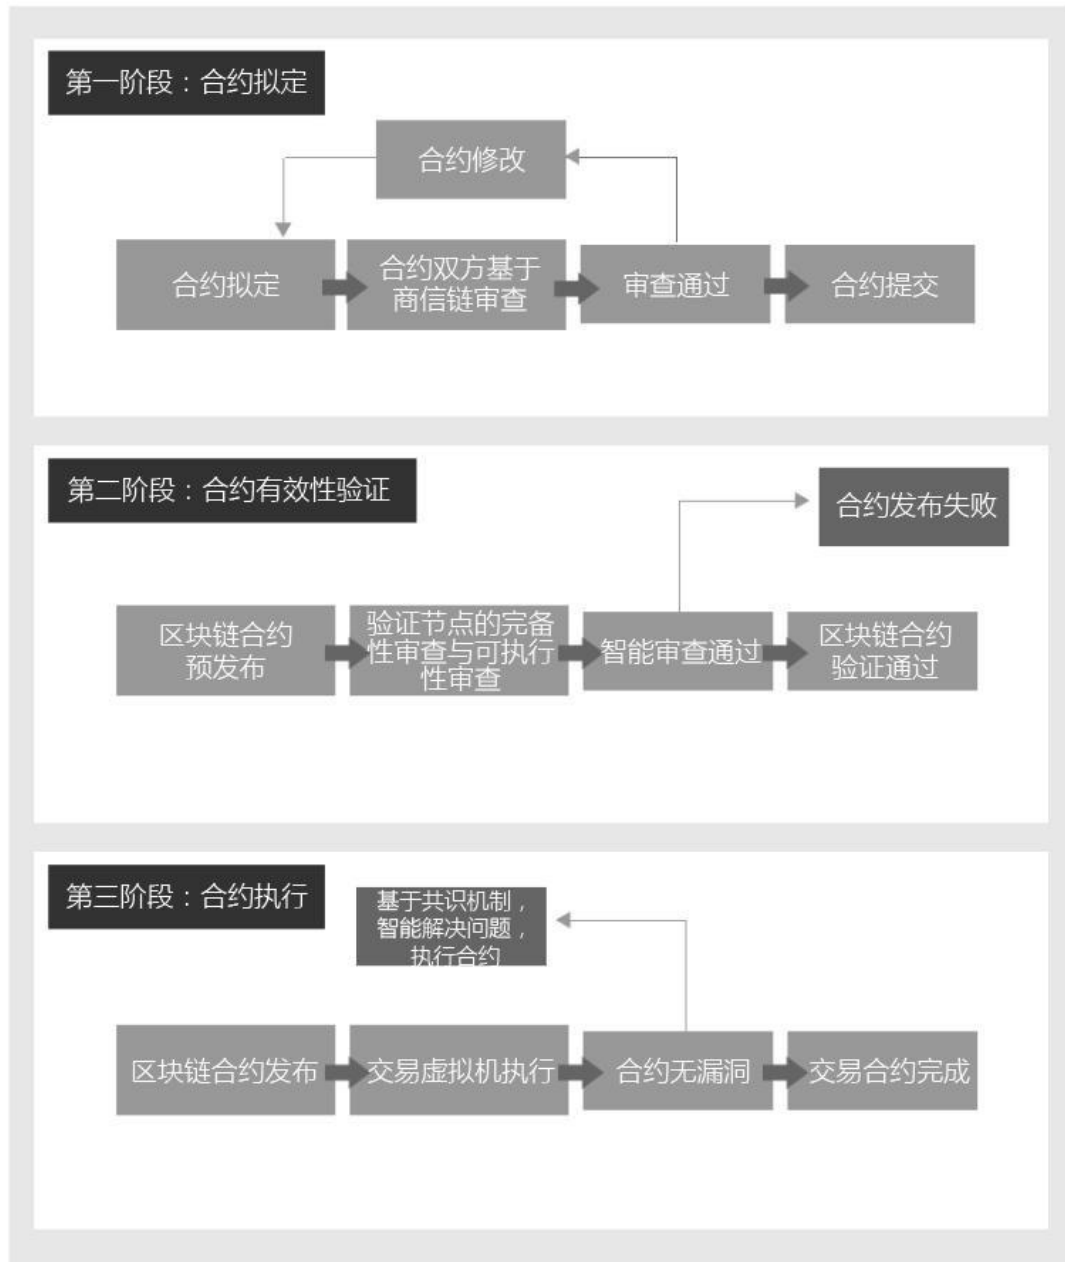 第一阶段：合约拟定
合约修改
合约拟定
合约双方基于
商信链审查
审查通过
合约提交
第二阶段：合约有效性验证
合约发布失败
区块链合约
预发布
验证节点的完备
性审查与可执行
性审查
智能审查通过
区块链合约
验证通过
第三阶段：合约执行
基于共识机制，
智能解决问题，
执行合约
区块链合约发布
交易虚拟机执行
合约无漏洞
交易合约完成